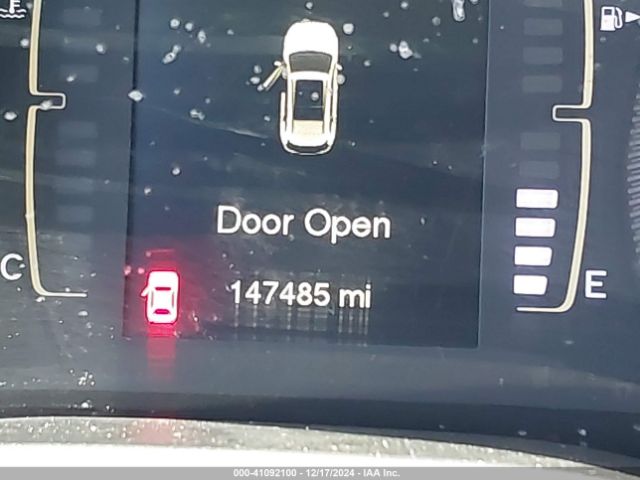 Door Open
147485 mi
C
E
000-41092100 - 12/17/2024 - IAA Inc.